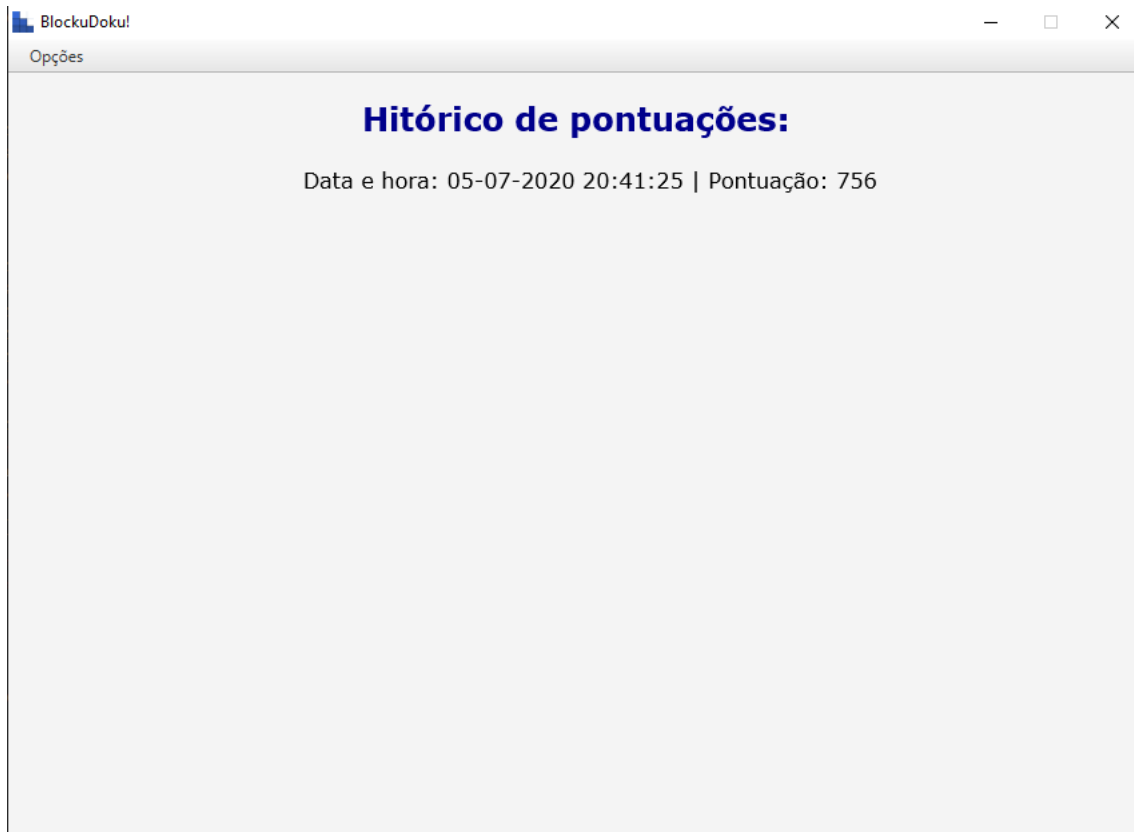 BlockuDoku!
Opções
Hitórico de pontuações:
Data e hora: 05-07-2020 20:41:25 | Pontuação: 756